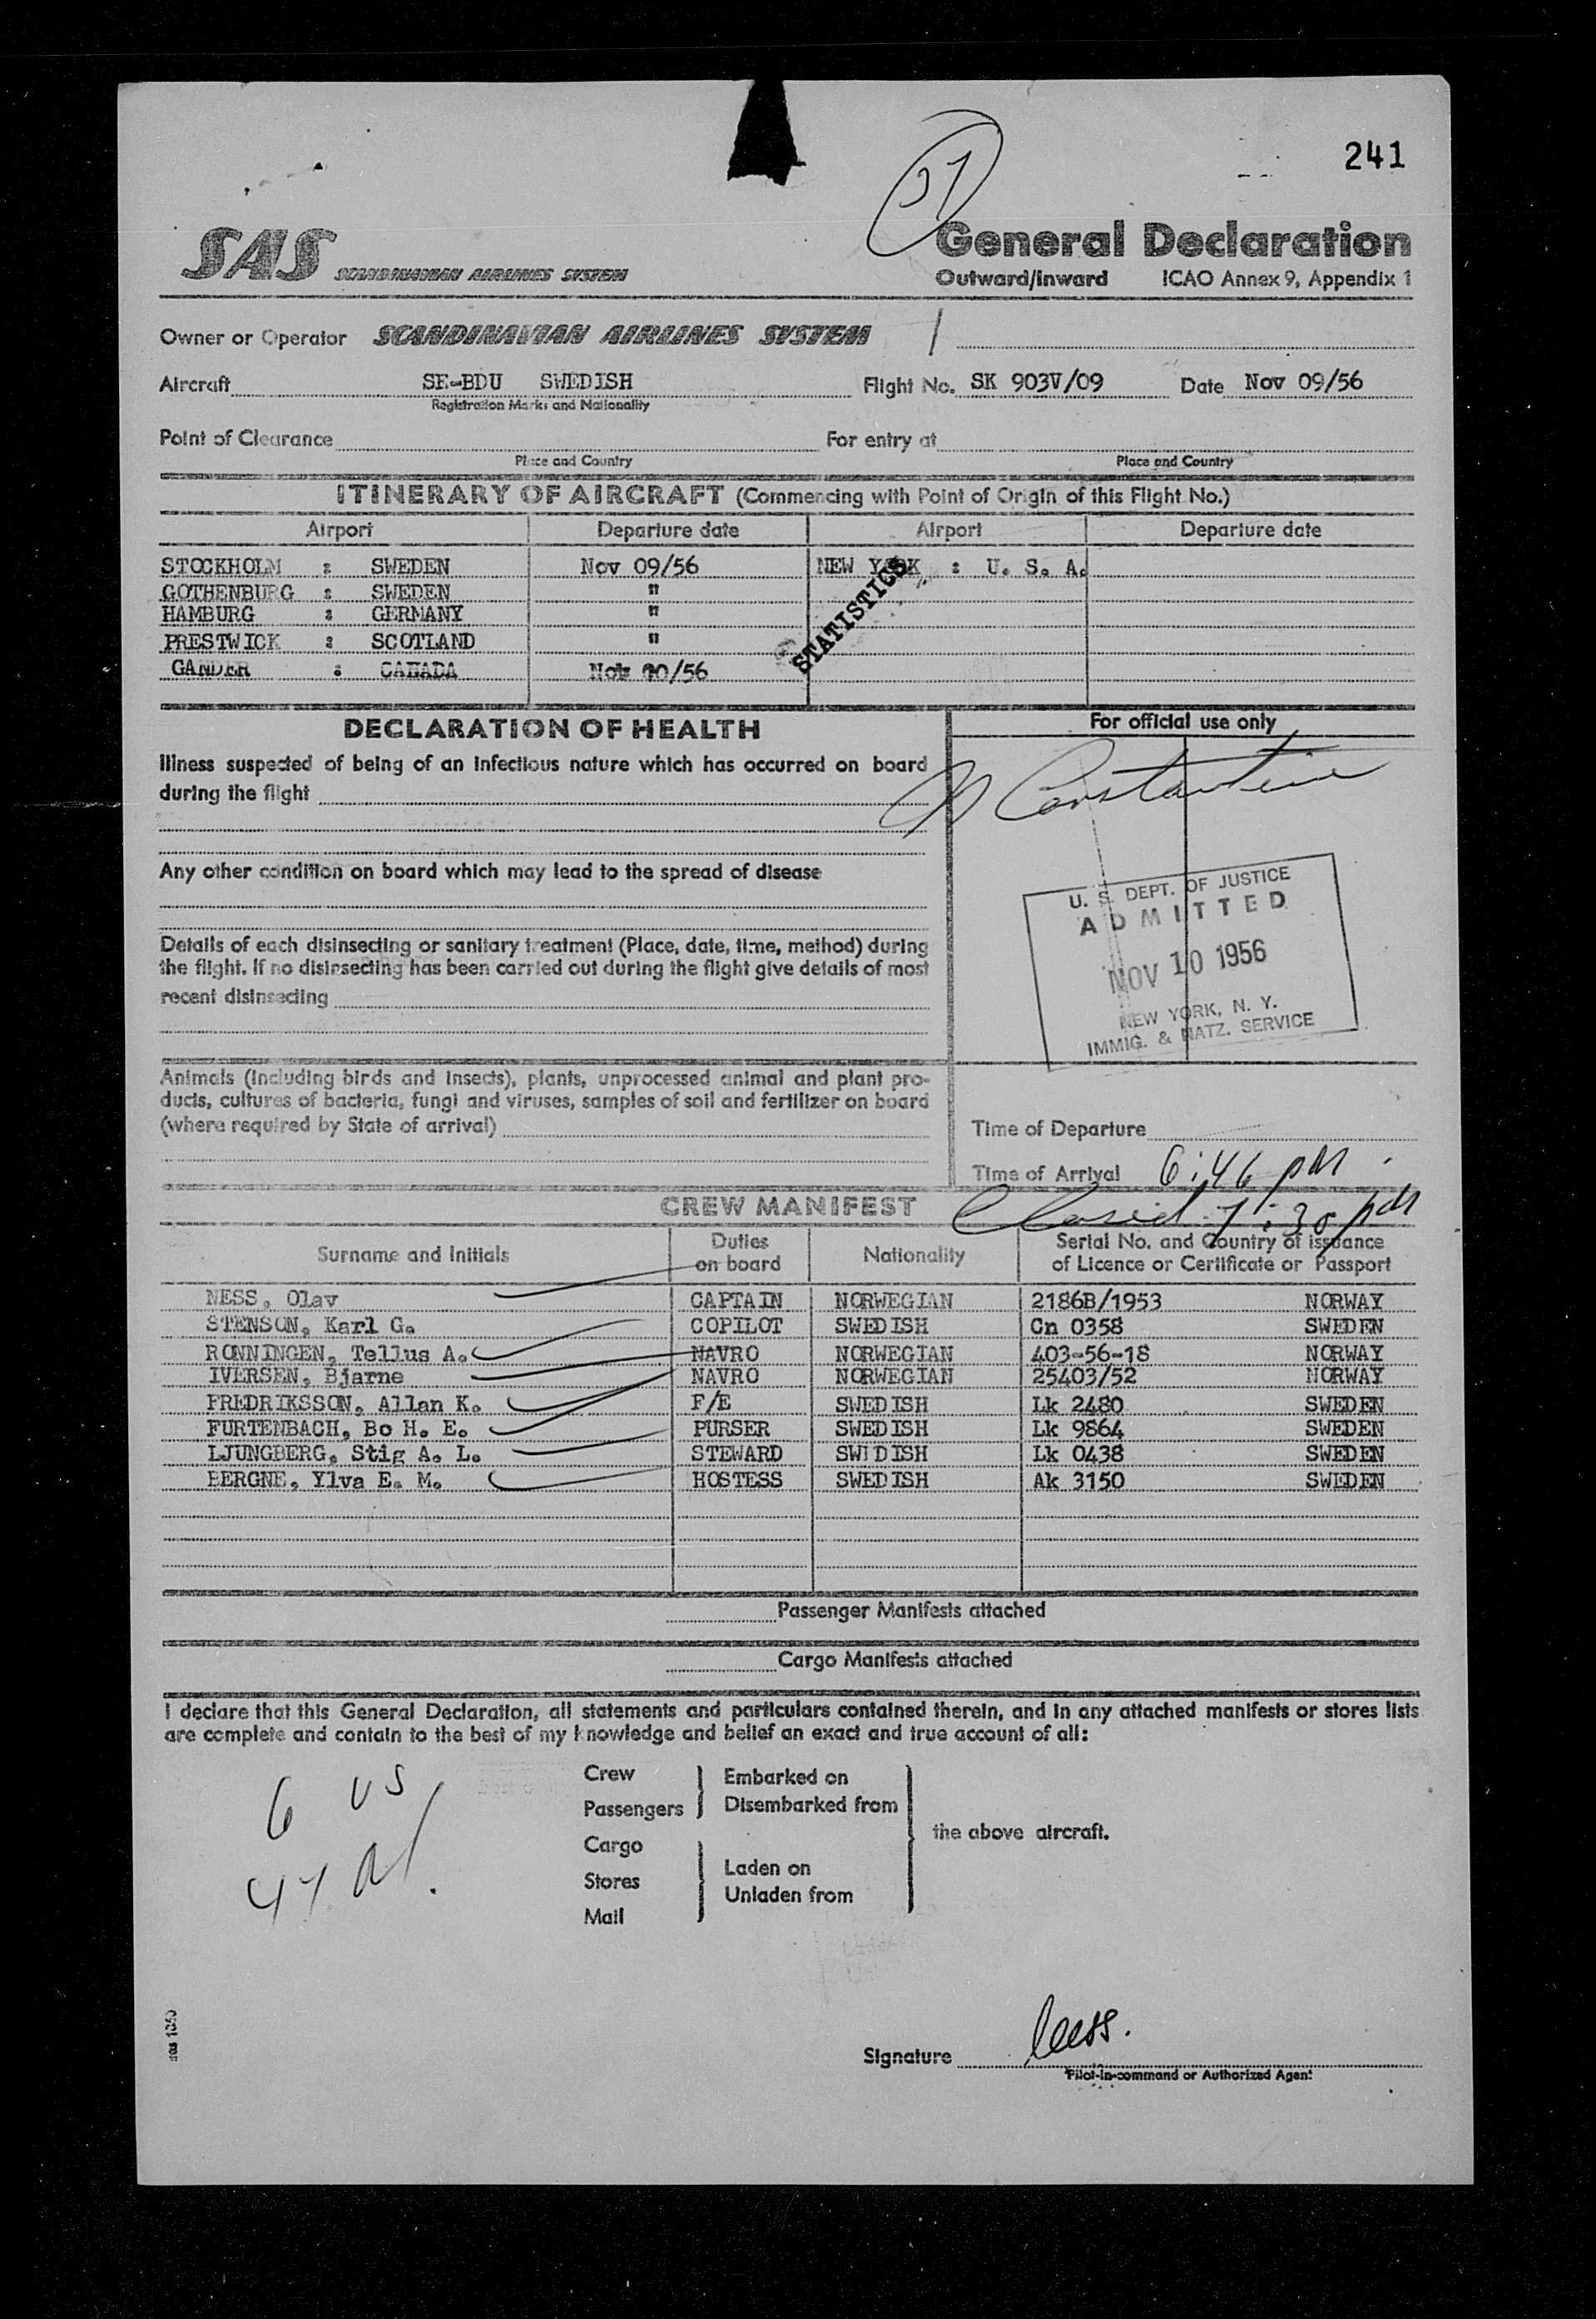 241
SAS SCANDINAVIAN AIRLINES SYSTEM
General Declaration
Outward/Inward ICAO Annex 9, Appendix 1
Owner or Operator SCANDINAVIAN AIRLINES SYSTEM
Aircraft SE-BDU SWEDISH Flight No. SK 903V/09 Date Nov 09/56
Registration Marks and Nationality
Point of Clearance For entry at
Place and Country Place and Country
ITINERARY OF AIRCRAFT (Commencing with Point of Origin of this Flight No.)
Airport Departure date Airport Departure date
STOCKHOLM : SWEDEN Nov 09/56 NEW YORK : U. S. A.
GOTHENBURG : SWEDEN "
HAMBURG : GERMANY "
PRESTWICK : SCOTLAND "
GANDER : CANADA /56
STATISTICS
DECLARATION OF HEALTH
For official use only
Illness suspected of being of an infectious nature which has occurred on board
during the flight
Constantine
Any other condition on board which may lead to the spread of disease
U. S. DEPT. OF JUSTICE
ADMITTED
NOV 10 1956
NEW YORK, N. Y.
IMMIG. & NATZ. SERVICE
Details of each disinsecting or sanitary treatment (Place, date, time, method) during
the flight. If no disinsecting has been carried out during the flight give details of most
recent disinsecting
Animals (including birds and insects), plants, unprocessed animal and plant pro-
ducts, cultures of bacteria, fungi and viruses, samples of soil and fertilizer on board
(where required by State of arrival)
Time of Departure
Time of Arrival 6:46 PM
Closed 7:30 PM
CREW MANIFEST
Surname and Initials Duties on board Nationality Serial No. and Country of issuance of Licence or Certificate or Passport
NESS, Olav CAPTAIN NORWEGIAN 2186B/1953 NORWAY
STENSON, Karl G. COPILOT SWEDISH Cn 0358 SWEDEN
RONNINGEN, Tellus A. NAVRO NORWEGIAN 403-56-18 NORWAY
IVERSEN, Bjarne NAVRO NORWEGIAN 25403/52 NORWAY
FREDRIKSSON, Allan K. F/E SWEDISH Lk 2480 SWEDEN
FURTENBACH, Bo H. E. PURSER SWEDISH Lk 9864 SWEDEN
LJUNGBERG, Stig A. L. STEWARD SWEDISH Lk 0438 SWEDEN
BERGNE, Ylva E. M. HOSTESS SWEDISH Ak 3150 SWEDEN
Passenger Manifests attached
Cargo Manifests attached
I declare that this General Declaration, all statements and particulars contained therein, and in any attached manifests or stores lists
are complete and contain to the best of my knowledge and belief an exact and true account of all:
6 US
47 al
Crew
Passengers
Embarked on
Disembarked from
Cargo
Stores
Mail
Laden on
Unladen from
the above aircraft.
Signature Ness.
Pilot-in-command or Authorized Agent